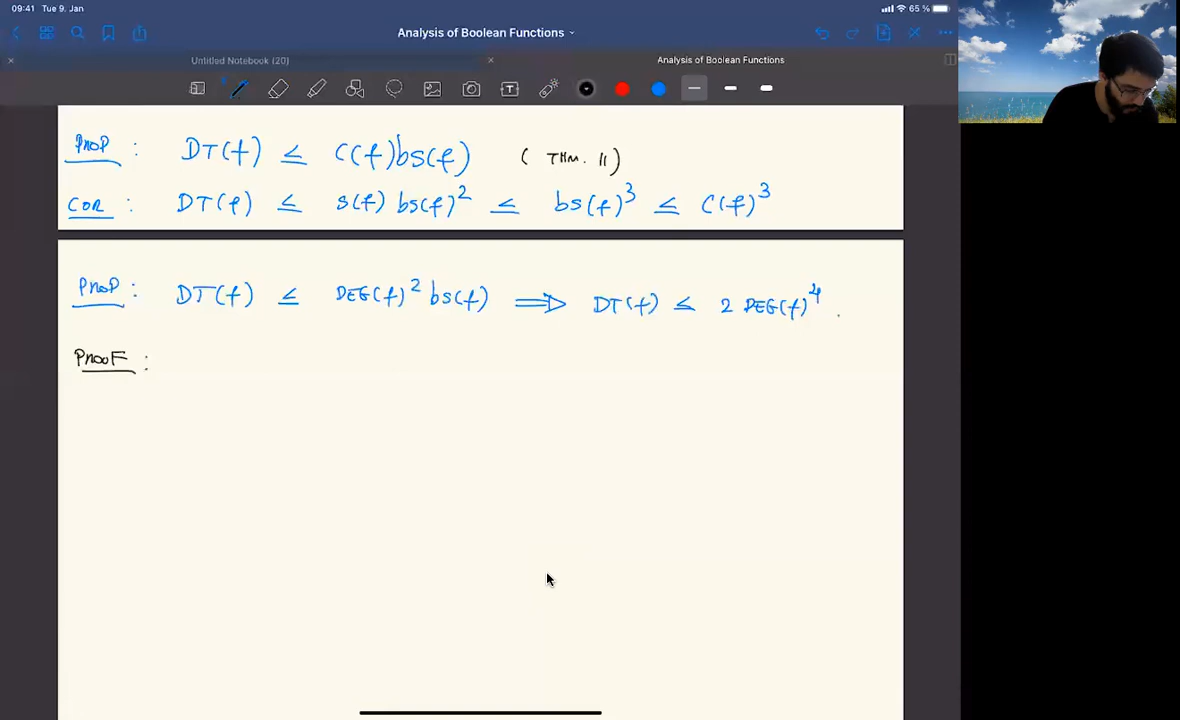 09:41 Tue 9. Jan
65 %
Analysis of Boolean Functions
Untitled Notebook (20)
Analysis of Boolean Functions
PROP : DT(f) ≤ C(f)bs(f) ( THM. 11)
COR : DT(f) ≤ s(f) bs(f)² ≤ bs(f)³ ≤ C(f)³
PROP : DT(f) ≤ DEG(f)² bs(f) ⟹ DT(f) ≤ 2 DEG(f)⁴ .
PROOF :